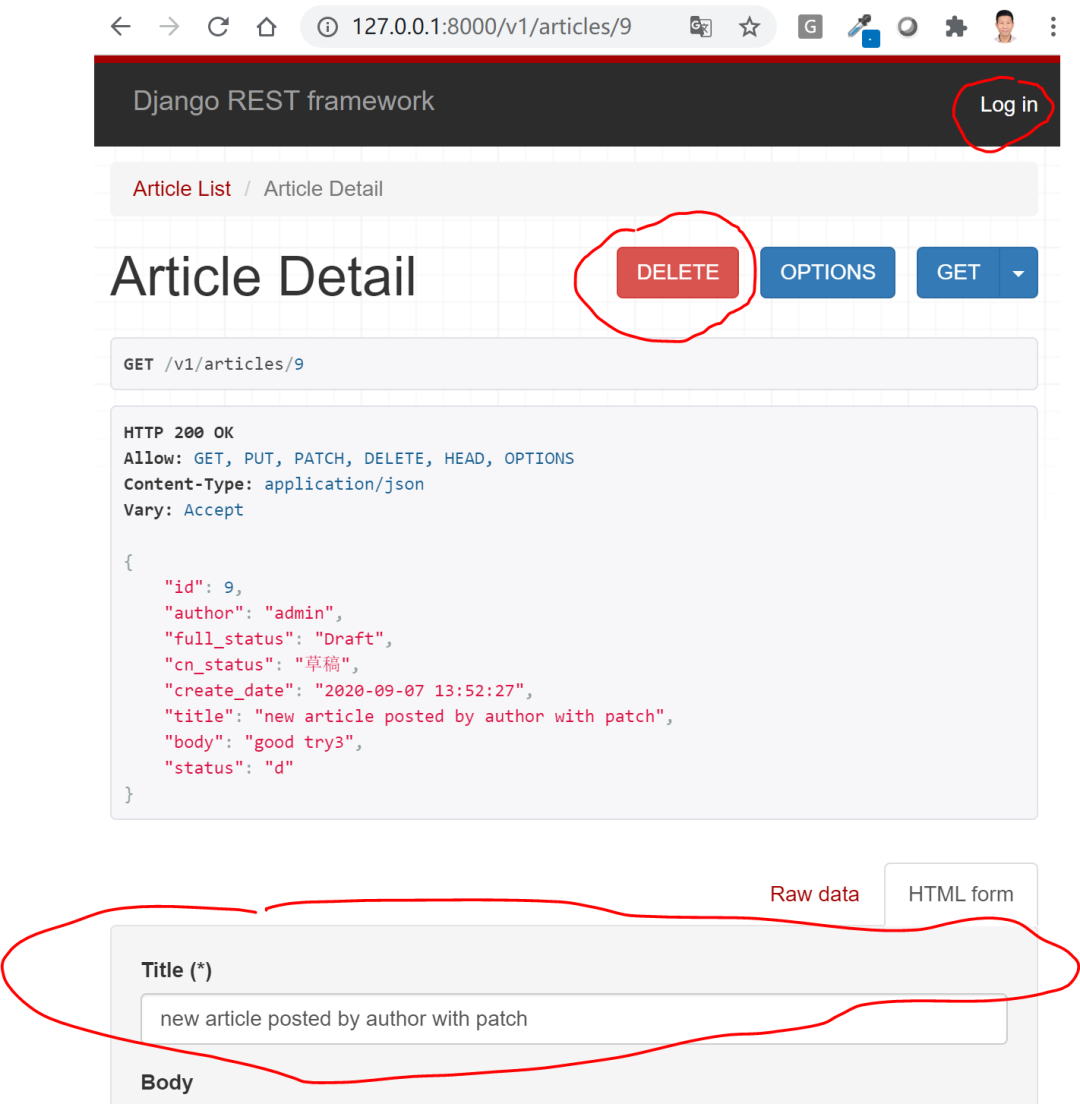 127.0.0.1:8000/v1/articles/9
G
Django REST framework
Log in
Article List / Article Detail
Article Detail
DELETE
OPTIONS
GET
GET /v1/articles/9
HTTP 200 OK
Allow: GET, PUT, PATCH, DELETE, HEAD, OPTIONS
Content-Type: application/json
Vary: Accept
{
"id": 9,
"author": "admin",
"full_status": "Draft",
"cn_status": "草稿",
"create_date": "2020-09-07 13:52:27",
"title": "new article posted by author with patch",
"body": "good try3",
"status": "d"
}
Raw data
HTML form
Title (*)
new article posted by author with patch
Body